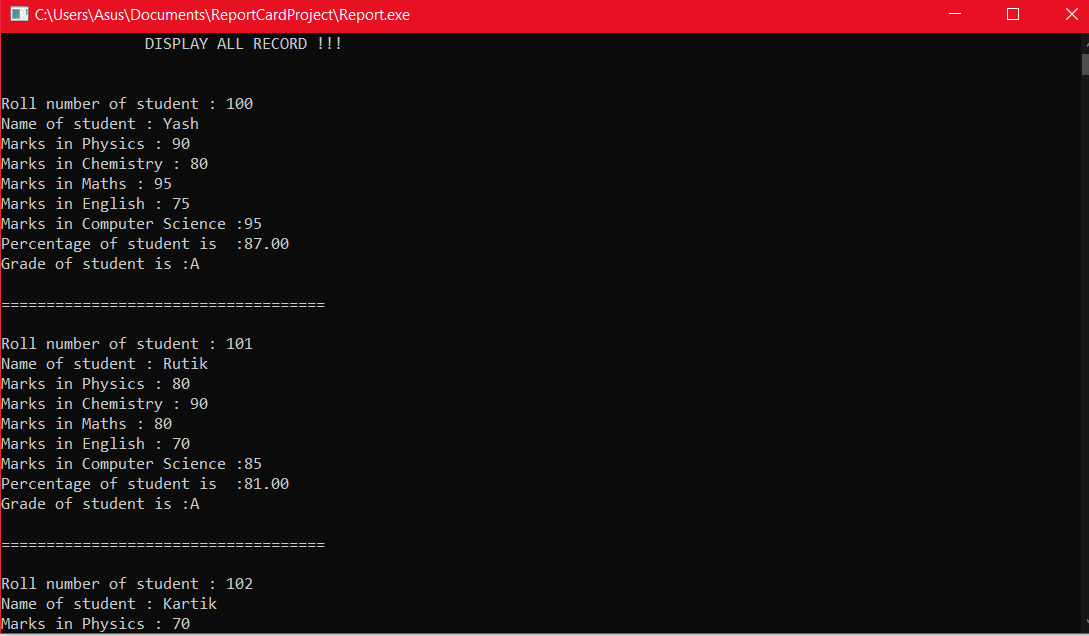 C:\Users\Asus\Documents\ReportCardProject\Report.exe
DISPLAY ALL RECORD !!!
Roll number of student : 100
Name of student : Yash
Marks in Physics : 90
Marks in Chemistry : 80
Marks in Maths : 95
Marks in English : 75
Marks in Computer Science :95
Percentage of student is  :87.00
Grade of student is :A
====================================
Roll number of student : 101
Name of student : Rutik
Marks in Physics : 80
Marks in Chemistry : 90
Marks in Maths : 80
Marks in English : 70
Marks in Computer Science :85
Percentage of student is  :81.00
Grade of student is :A
====================================
Roll number of student : 102
Name of student : Kartik
Marks in Physics : 70